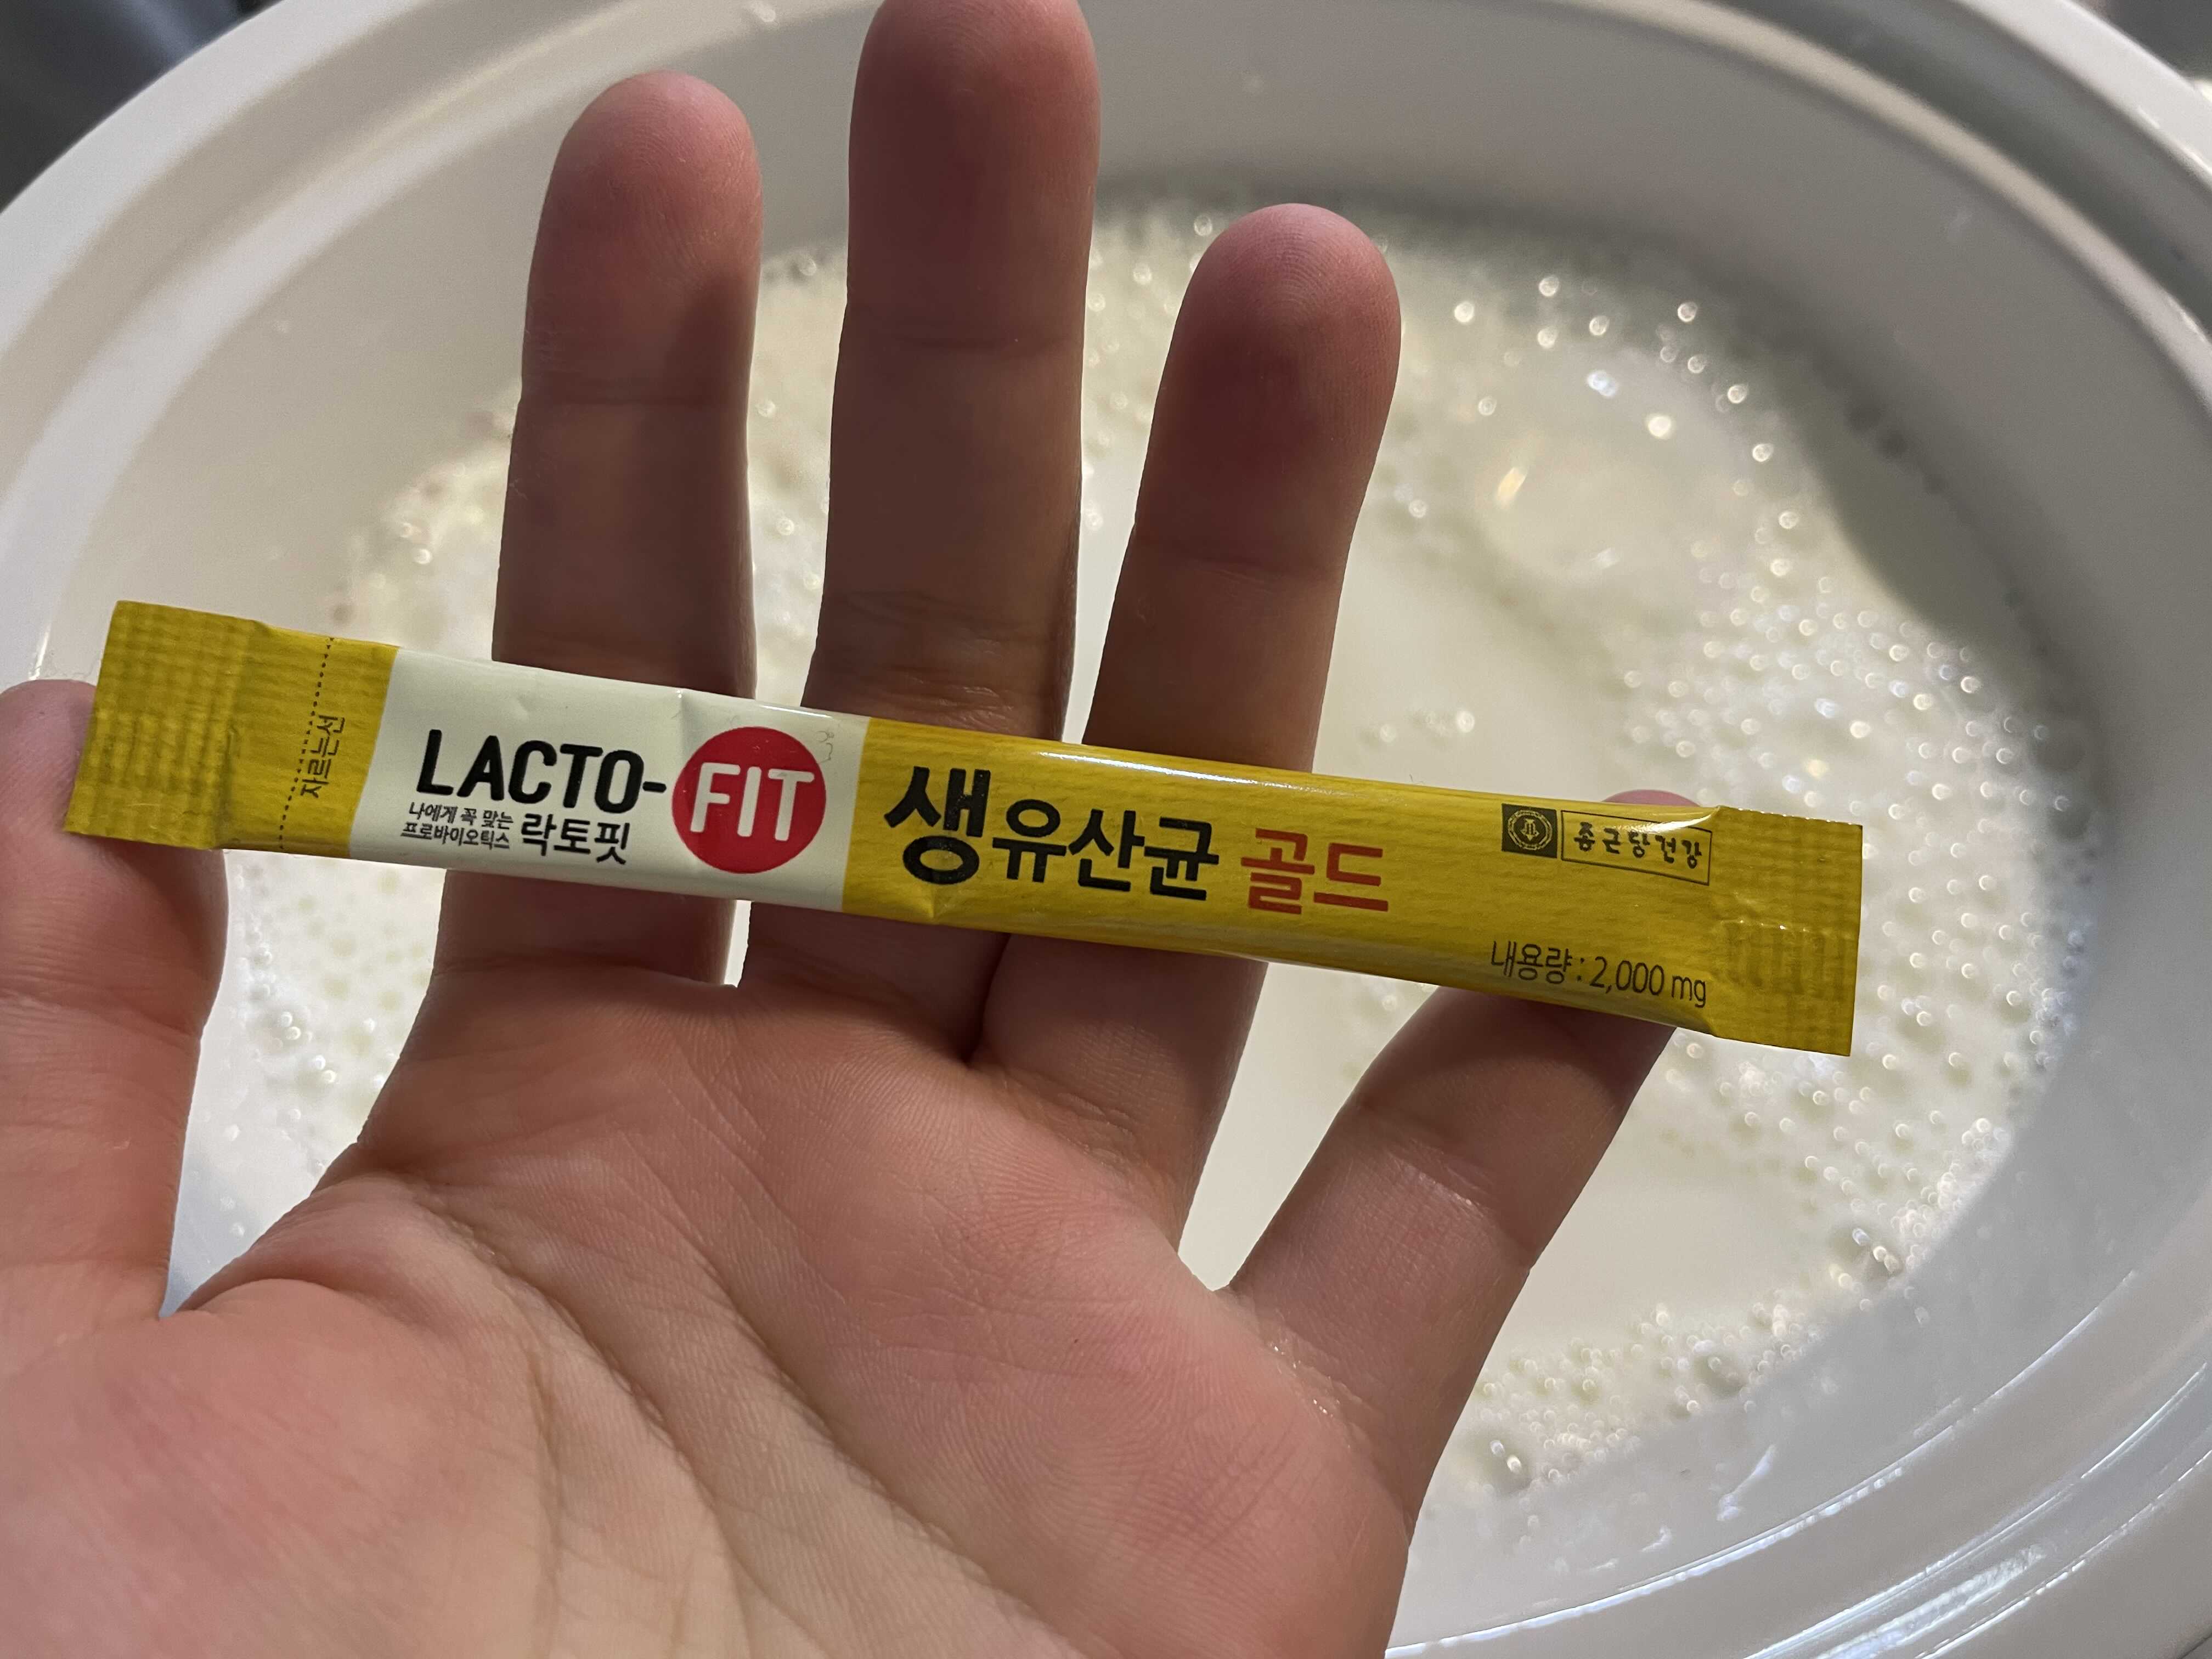 자르는선
LACTO-FIT
나에게 꼭 맞는
프로바이오틱스 락토핏
생유산균 골드
종근당건강
내용량 : 2,000 mg